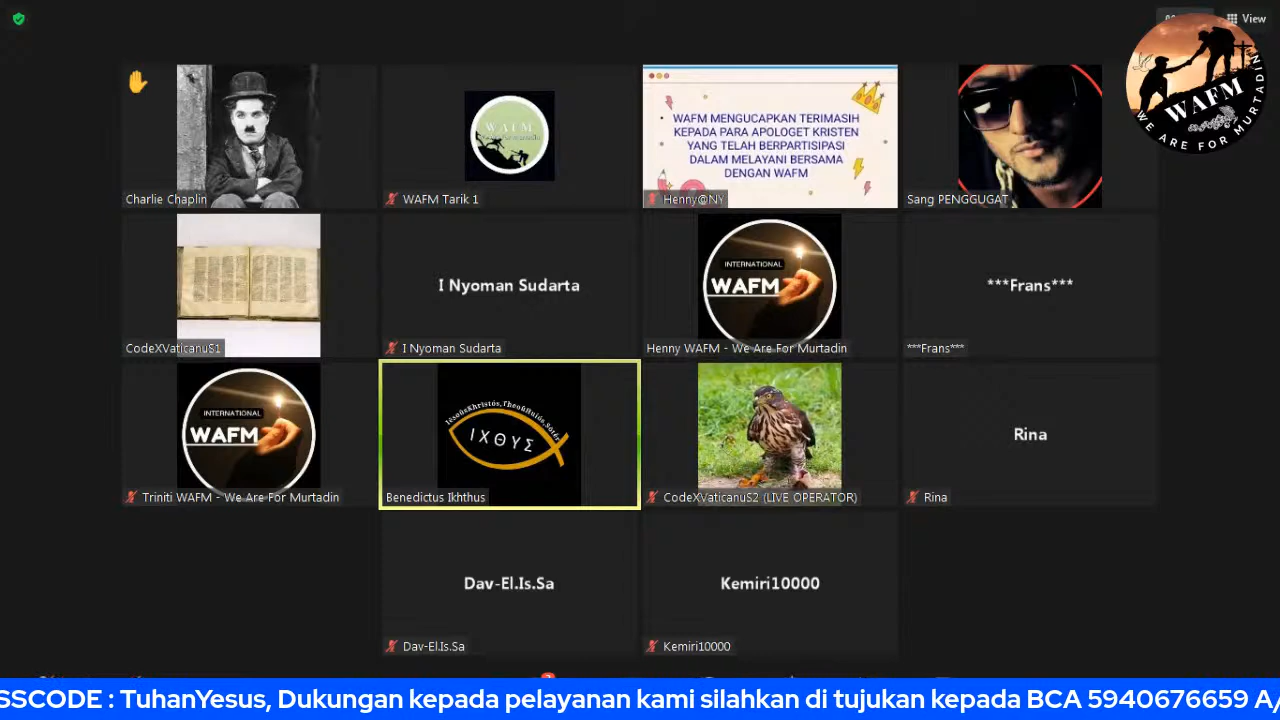 View
WAFM
WE ARE FOR MURTADIN
Charlie Chaplin
WAFM
WAFM Tarik 1
• WAFM MENGUCAPKAN TERIMASIH
KEPADA PARA APOLOGET KRISTEN
YANG TELAH BERPARTISIPASI
DALAM MELAYANI BERSAMA
DENGAN WAFM
Henny@NY
Sang PENGGUGAT
CodeXVaticanuS1
I Nyoman Sudarta
I Nyoman Sudarta
INTERNATIONAL
WAFM
Henny WAFM - We Are For Murtadin
***Frans***
***Frans***
INTERNATIONAL
WAFM
Triniti WAFM - We Are For Murtadin
IésoûsKhristós,TheoûHuiós,Sōtḗr
ΙΧΘΥΣ
Benedictus Ikhthus
CodeXVaticanuS2 (LIVE OPERATOR)
Rina
Rina
Dav-El.Is.Sa
Dav-El.Is.Sa
Kemiri10000
Kemiri10000
SSCODE : TuhanYesus, Dukungan kepada pelayanan kami silahkan di tujukan kepada BCA 5940676659 A/